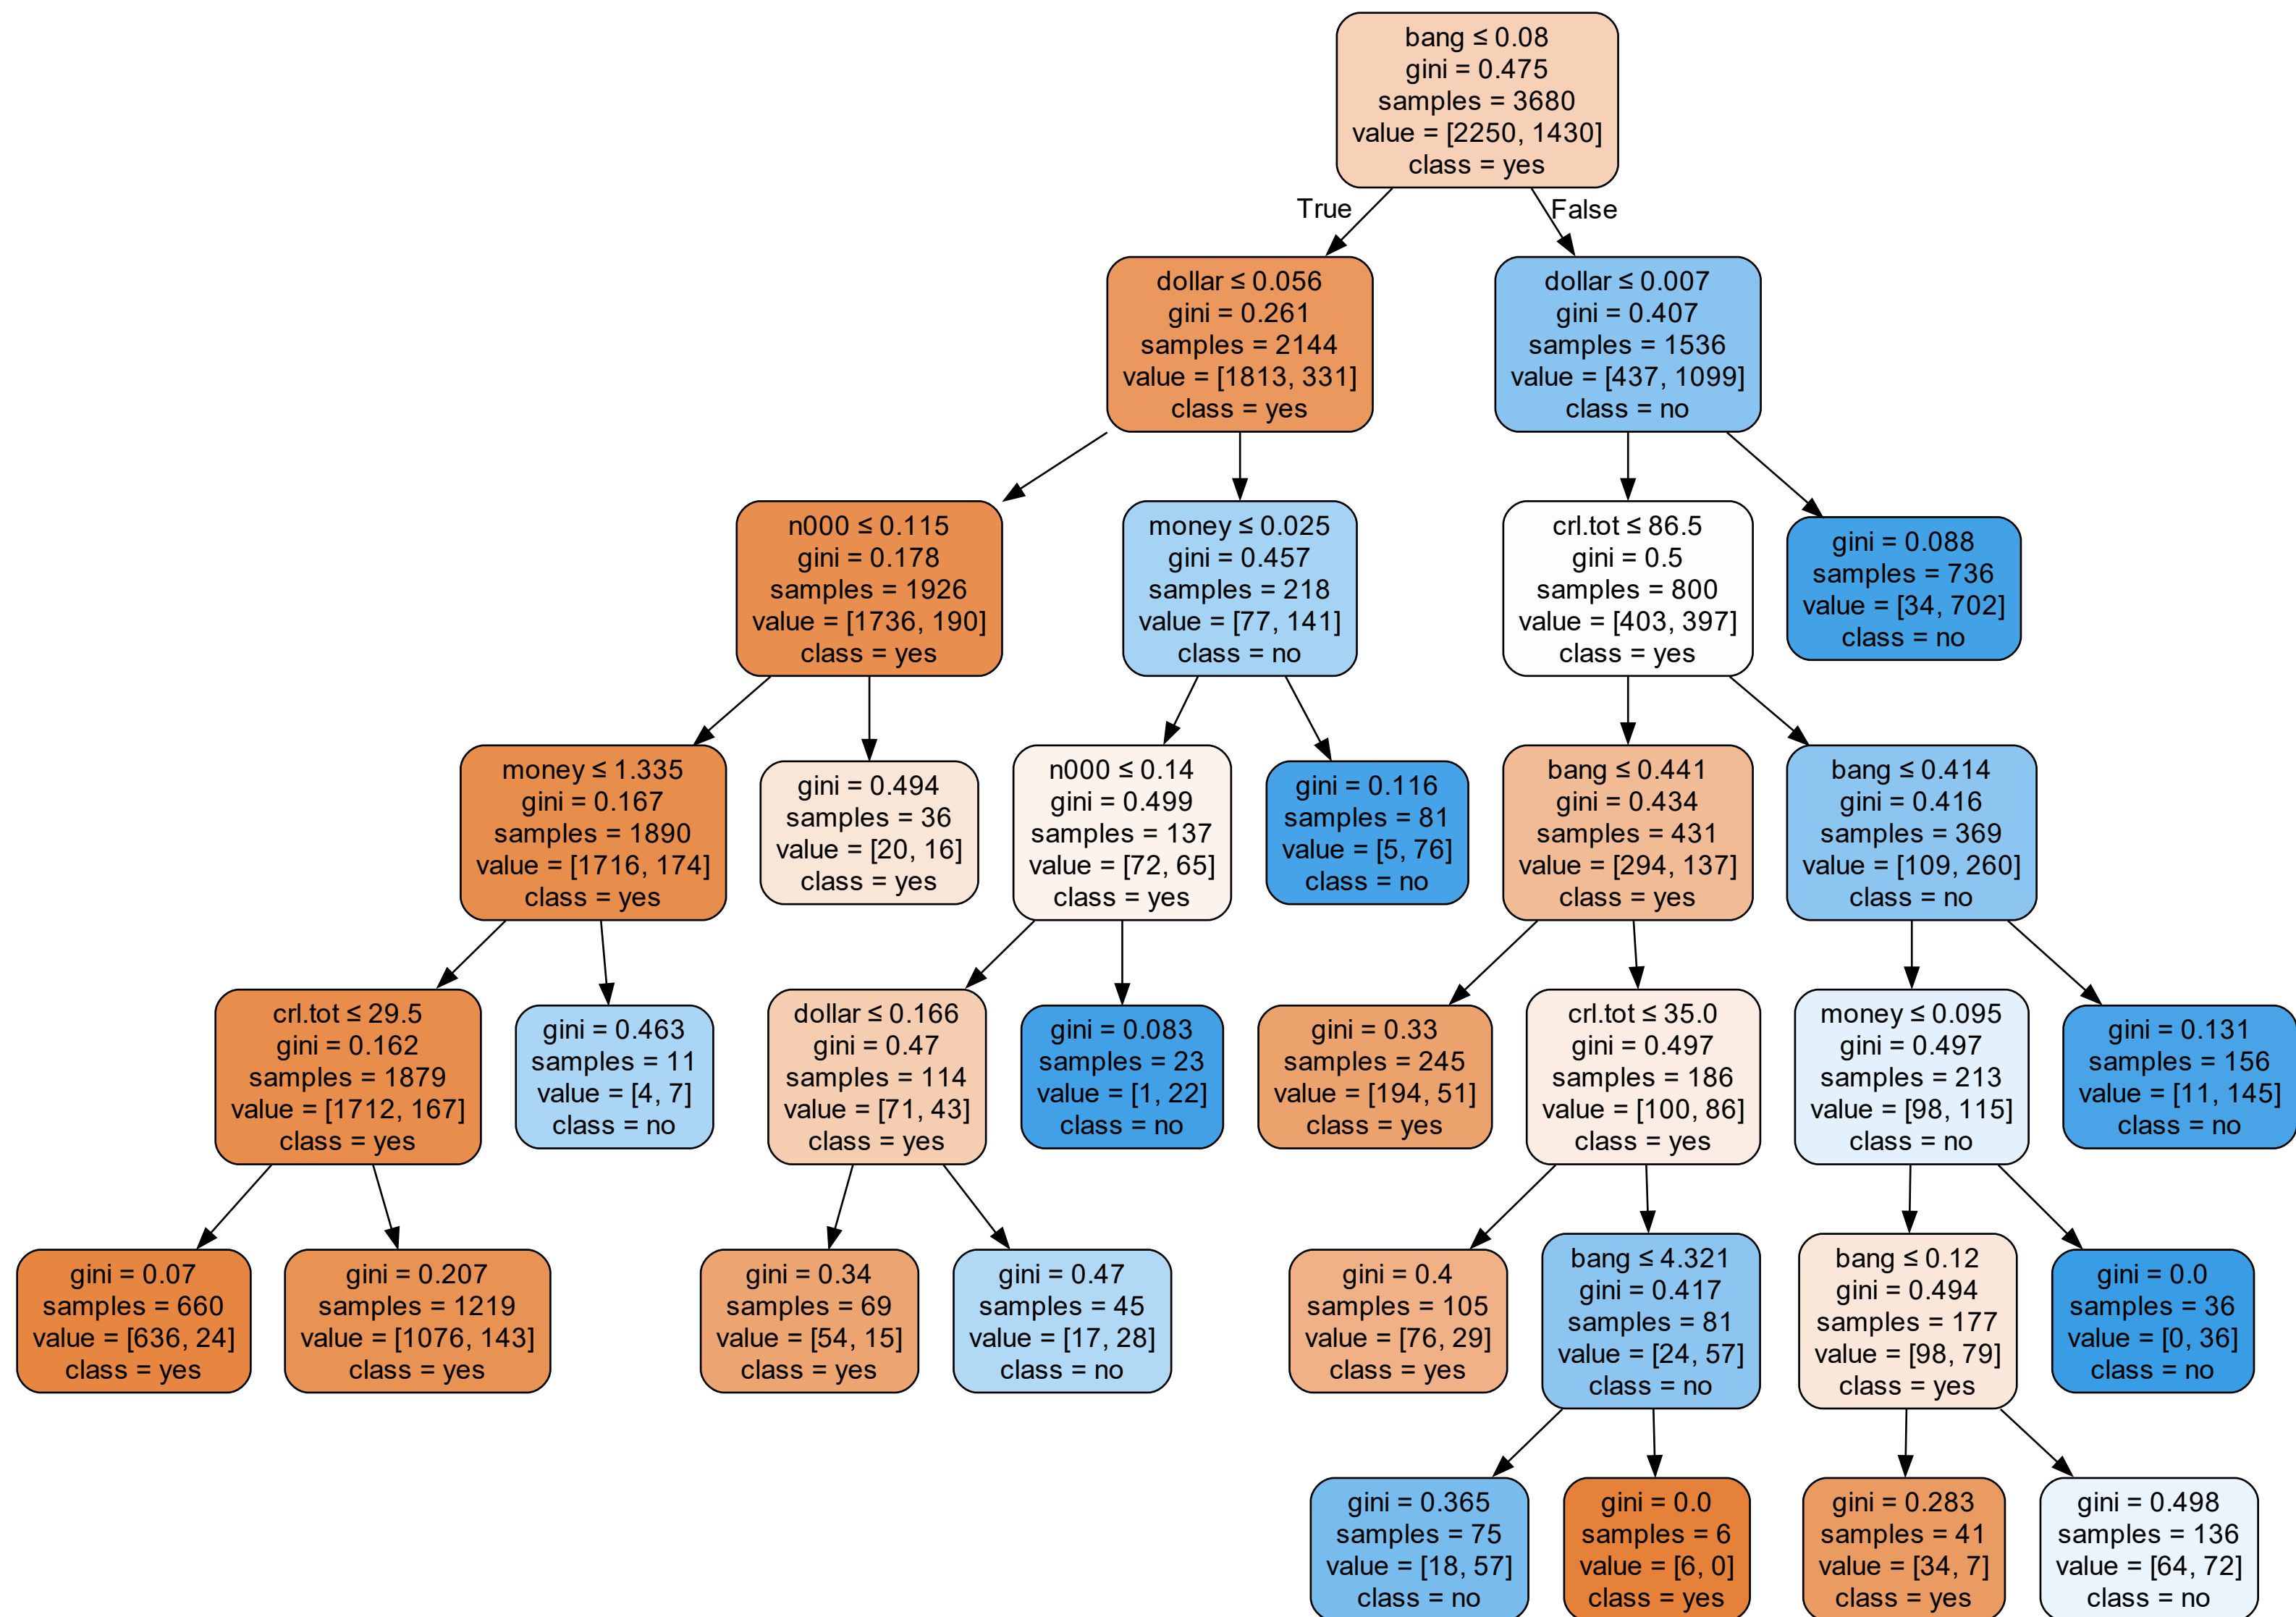 bang ≤ 0.08
gini = 0.475
samples = 3680
value = [2250, 1430]
class = yes
True
False
dollar ≤ 0.056
gini = 0.261
samples = 2144
value = [1813, 331]
class = yes
dollar ≤ 0.007
gini = 0.407
samples = 1536
value = [437, 1099]
class = no
n000 ≤ 0.115
gini = 0.178
samples = 1926
value = [1736, 190]
class = yes
money ≤ 0.025
gini = 0.457
samples = 218
value = [77, 141]
class = no
crl.tot ≤ 86.5
gini = 0.5
samples = 800
value = [403, 397]
class = yes
gini = 0.088
samples = 736
value = [34, 702]
class = no
money ≤ 1.335
gini = 0.167
samples = 1890
value = [1716, 174]
class = yes
gini = 0.494
samples = 36
value = [20, 16]
class = yes
n000 ≤ 0.14
gini = 0.499
samples = 137
value = [72, 65]
class = yes
gini = 0.116
samples = 81
value = [5, 76]
class = no
bang ≤ 0.441
gini = 0.434
samples = 431
value = [294, 137]
class = yes
bang ≤ 0.414
gini = 0.416
samples = 369
value = [109, 260]
class = no
crl.tot ≤ 29.5
gini = 0.162
samples = 1879
value = [1712, 167]
class = yes
gini = 0.463
samples = 11
value = [4, 7]
class = no
dollar ≤ 0.166
gini = 0.47
samples = 114
value = [71, 43]
class = yes
gini = 0.083
samples = 23
value = [1, 22]
class = no
gini = 0.33
samples = 245
value = [194, 51]
class = yes
crl.tot ≤ 35.0
gini = 0.497
samples = 186
value = [100, 86]
class = yes
money ≤ 0.095
gini = 0.497
samples = 213
value = [98, 115]
class = no
gini = 0.131
samples = 156
value = [11, 145]
class = no
gini = 0.07
samples = 660
value = [636, 24]
class = yes
gini = 0.207
samples = 1219
value = [1076, 143]
class = yes
gini = 0.34
samples = 69
value = [54, 15]
class = yes
gini = 0.47
samples = 45
value = [17, 28]
class = no
gini = 0.4
samples = 105
value = [76, 29]
class = yes
bang ≤ 4.321
gini = 0.417
samples = 81
value = [24, 57]
class = no
bang ≤ 0.12
gini = 0.494
samples = 177
value = [98, 79]
class = yes
gini = 0.0
samples = 36
value = [0, 36]
class = no
gini = 0.365
samples = 75
value = [18, 57]
class = no
gini = 0.0
samples = 6
value = [6, 0]
class = yes
gini = 0.283
samples = 41
value = [34, 7]
class = yes
gini = 0.498
samples = 136
value = [64, 72]
class = no